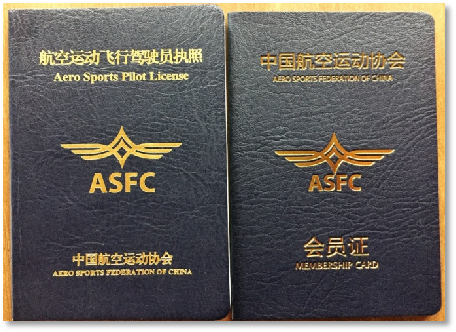 航空运动飞行驾驶员执照
Aero Sports Pilot License
ASFC
中国航空运动协会
AERO SPORTS FEDERATION OF CHINA
中国航空运动协会
AERO SPORTS FEDERATION OF CHINA
ASFC
会员证
MEMBERSHIP CARD